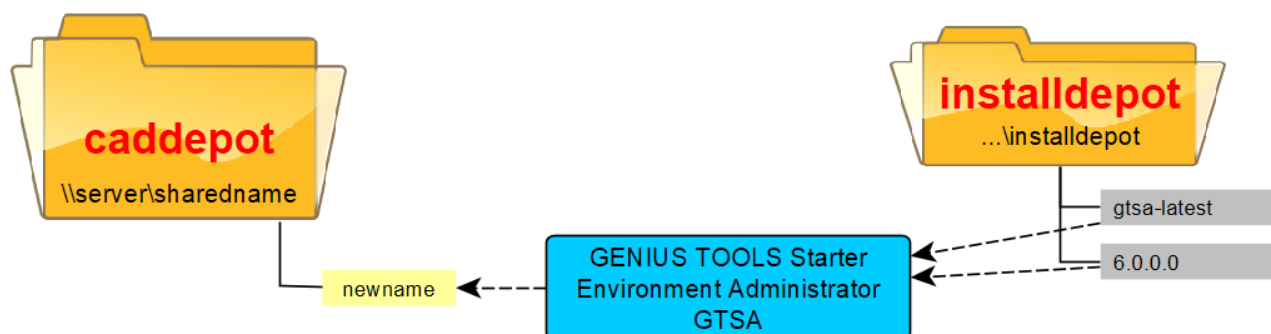 caddepot
\\server\sharedname
newname
GENIUS TOOLS Starter
Environment Administrator
GTSA
installdepot
...\installdepot
gtsa-latest
6.0.0.0